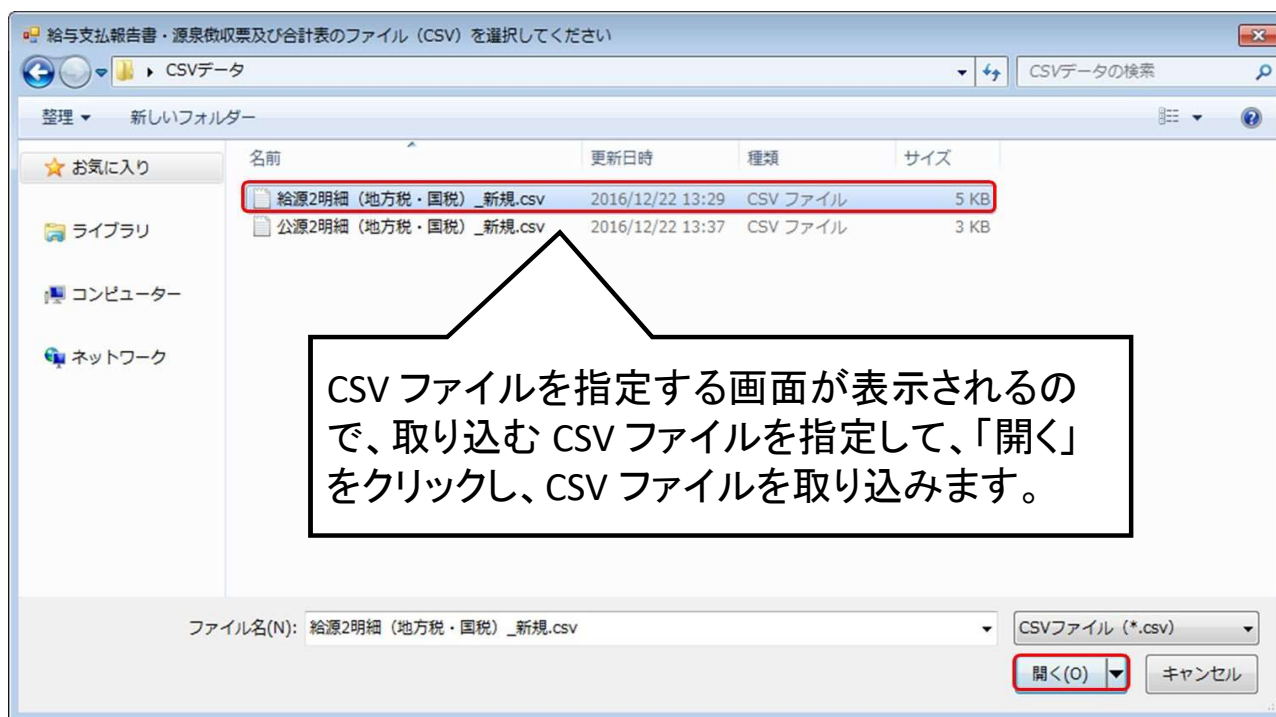 給与支払報告書・源泉徴収票及び合計表のファイル（CSV）を選択してください
CSVデータ
CSVデータの検索
整理 新しいフォルダー
お気に入り
ライブラリ
コンピューター
ネットワーク
名前 更新日時 種類 サイズ
給源2明細（地方税・国税）_新規.csv 2016/12/22 13:29 CSV ファイル 5 KB
公源2明細（地方税・国税）_新規.csv 2016/12/22 13:37 CSV ファイル 3 KB
CSV ファイルを指定する画面が表示されるの
で、取り込む CSV ファイルを指定して、「開く」
をクリックし、CSV ファイルを取り込みます。
ファイル名(N): 給源2明細（地方税・国税）_新規.csv
CSVファイル（*.csv）
開く(O) キャンセル